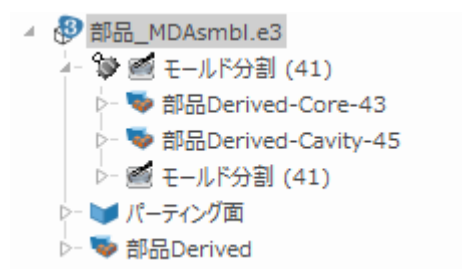 部品_MDAsmbl.e3
モールド分割 (41)
部品Derived-Core-43
部品Derived-Cavity-45
モールド分割 (41)
パーティング面
部品Derived